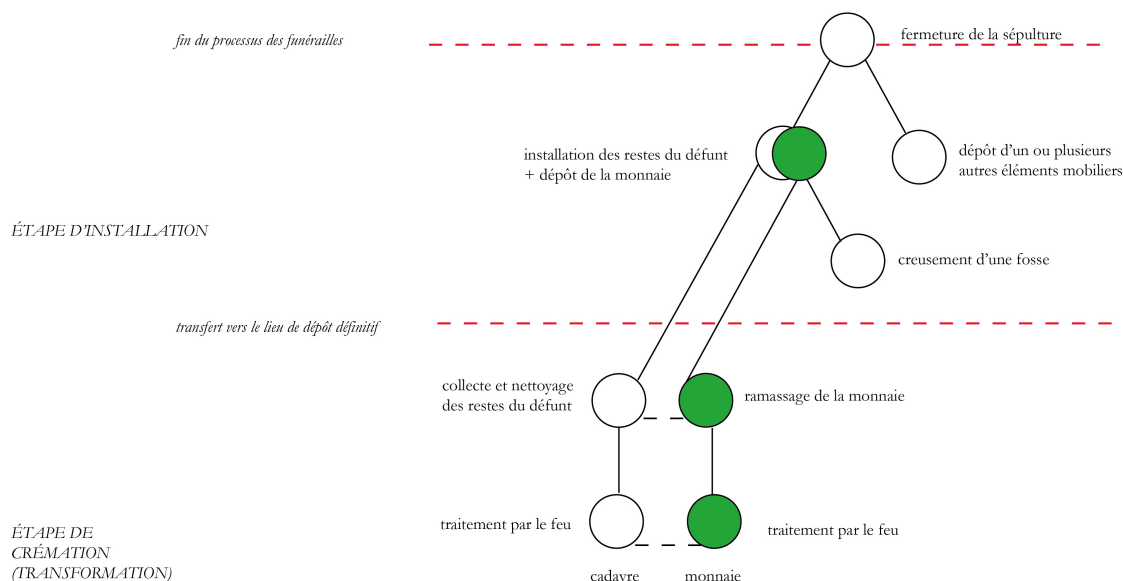 fin du processus des funérailles
fermeture de la sépulture
installation des restes du défunt
+ dépôt de la monnaie
dépôt d'un ou plusieurs
autres éléments mobiliers
ÉTAPE D'INSTALLATION
creusement d'une fosse
transfert vers le lieu de dépôt définitif
collecte et nettoyage
des restes du défunt
ramassage de la monnaie
traitement par le feu
traitement par le feu
ÉTAPE DE
CRÉMATION
(TRANSFORMATION)
cadavre
monnaie